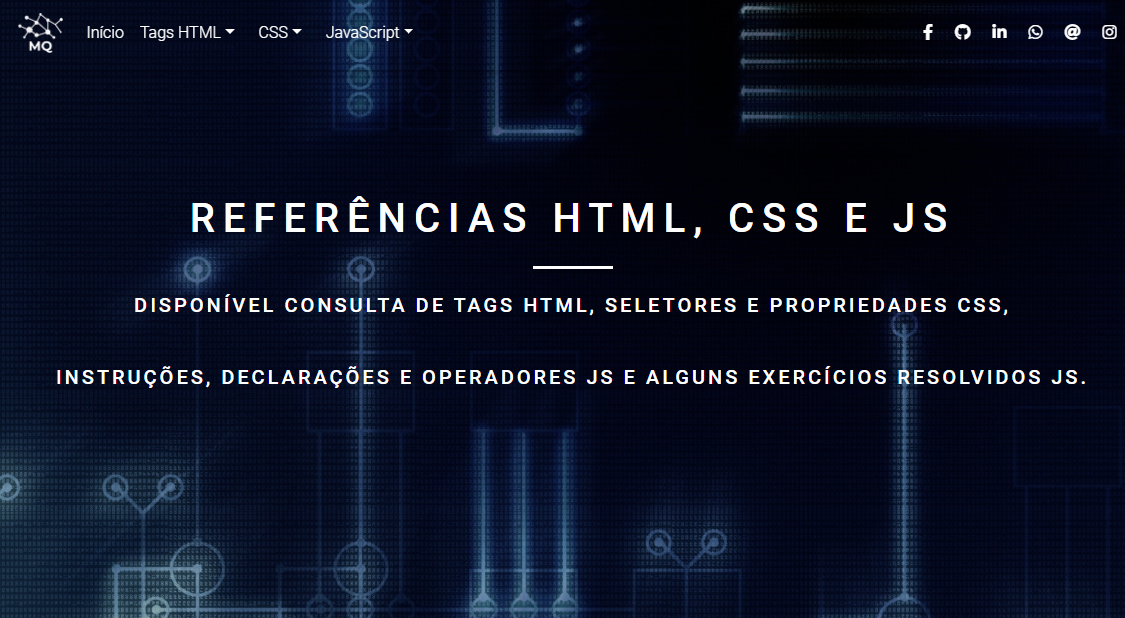 MQ
Início Tags HTML CSS JavaScript
REFERÊNCIAS HTML, CSS E JS
DISPONÍVEL CONSULTA DE TAGS HTML, SELETORES E PROPRIEDADES CSS,
INSTRUÇÕES, DECLARAÇÕES E OPERADORES JS E ALGUNS EXERCÍCIOS RESOLVIDOS JS.